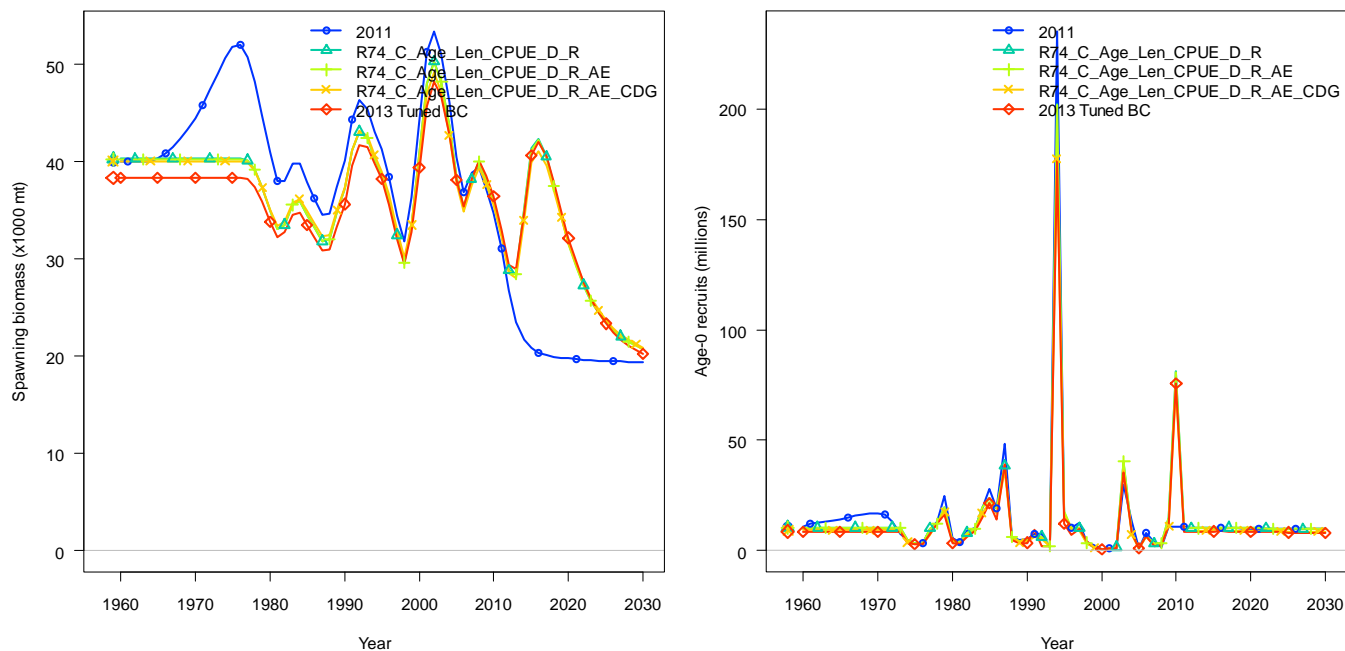 2011
R74_C_Age_Len_CPUE_D_R
R74_C_Age_Len_CPUE_D_R_AE
R74_C_Age_Len_CPUE_D_R_AE_CDG
2013 Tuned BC
Spawning biomass (x1000 mt)
50
40
30
20
10
0
1960 1970 1980 1990 2000 2010 2020 2030
Year
2011
R74_C_Age_Len_CPUE_D_R
R74_C_Age_Len_CPUE_D_R_AE
R74_C_Age_Len_CPUE_D_R_AE_CDG
2013 Tuned BC
Age-0 recruits (millions)
200
150
100
50
0
1960 1970 1980 1990 2000 2010 2020 2030
Year